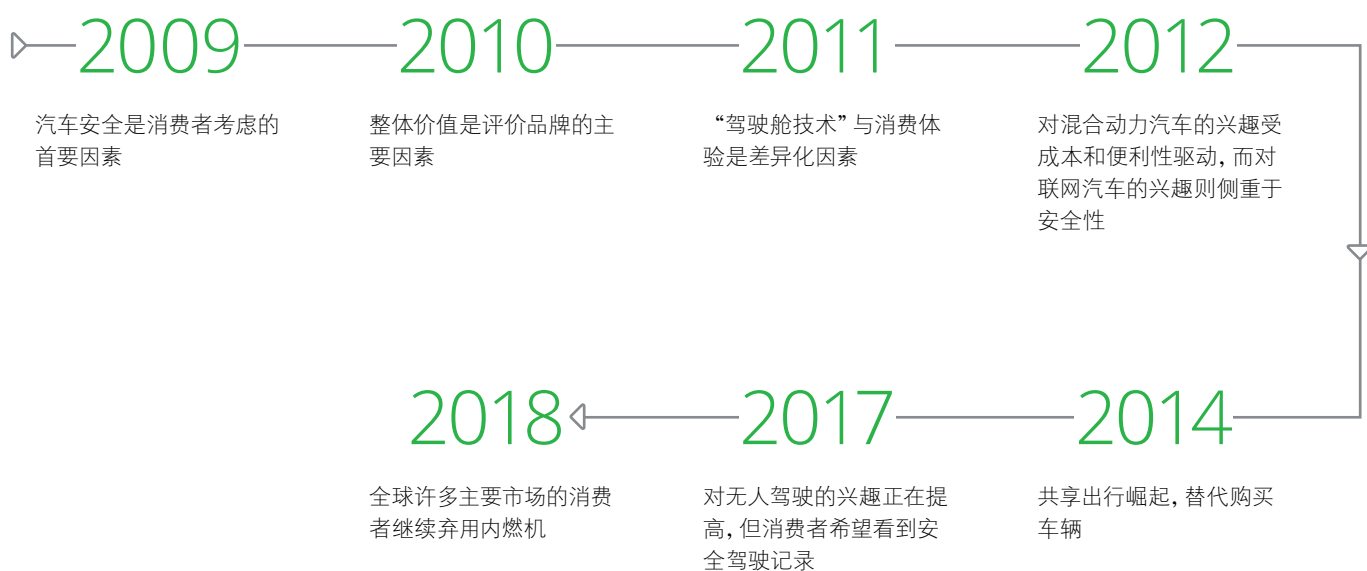 2009
汽车安全是消费者考虑的
首要因素
2010
整体价值是评价品牌的主
要因素
2011
“驾驶舱技术”与消费体
验是差异化因素
2012
对混合动力汽车的兴趣受
成本和便利性驱动，而对
联网汽车的兴趣则侧重于
安全性
2014
共享出行崛起，替代购买
车辆
2017
对无人驾驶的兴趣正在提
高，但消费者希望看到安
全驾驶记录
2018
全球许多主要市场的消费
者继续弃用内燃机